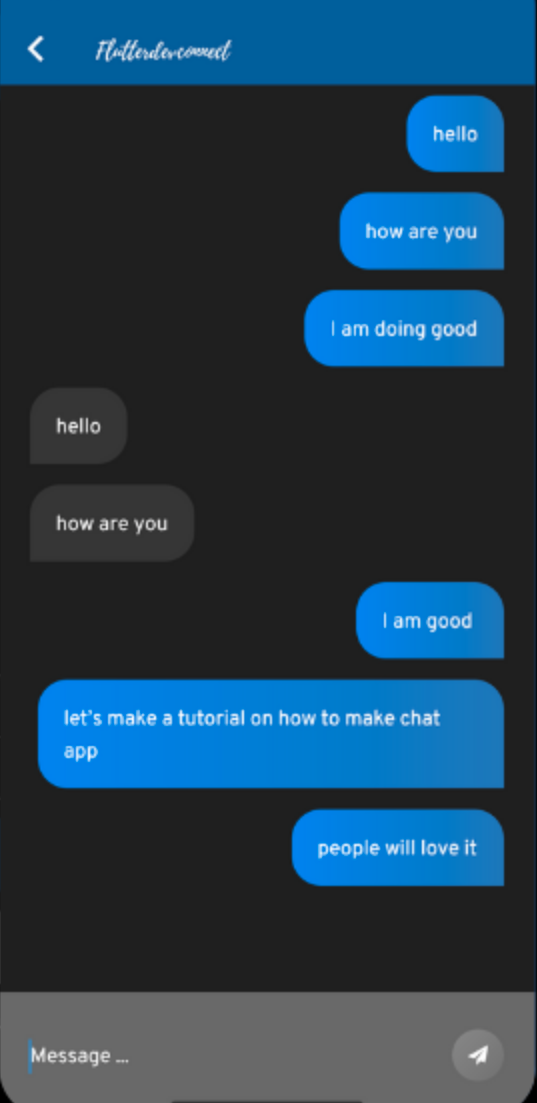 Flutterdevconnect
hello
how are you
I am doing good
hello
how are you
I am good
let's make a tutorial on how to make chat
app
people will love it
Message ...